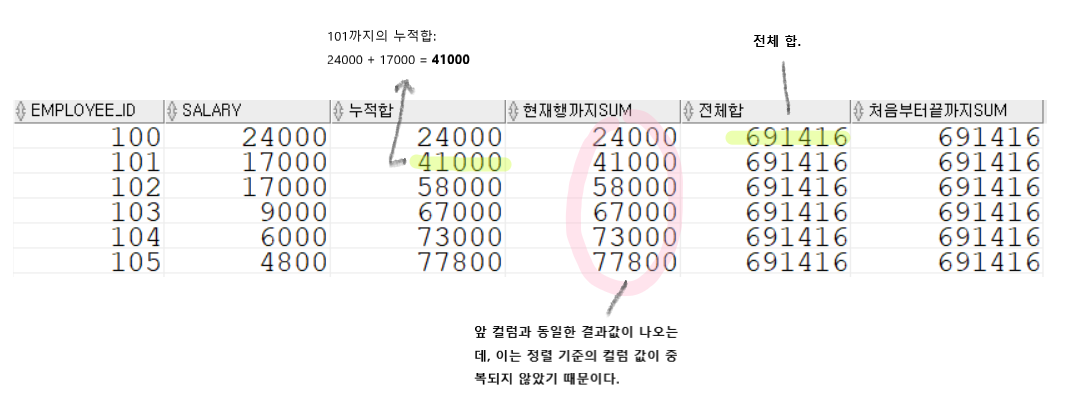 101까지의 누적합:
24000 + 17000 = 41000
전체 합.
EMPLOYEE_ID SALARY 누적합 현재행까지SUM 전체합 처음부터끝까지SUM
100 24000 24000 24000 691416 691416
101 17000 41000 41000 691416 691416
102 17000 58000 58000 691416 691416
103 9000 67000 67000 691416 691416
104 6000 73000 73000 691416 691416
105 4800 77800 77800 691416 691416
앞 컬럼과 동일한 결과값이 나오는
데, 이는 정렬 기준의 컬럼 값이 중
복되지 않았기 때문이다.